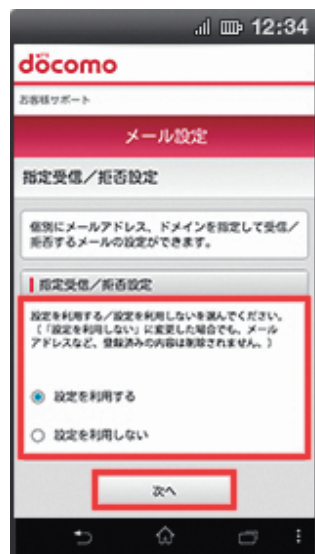 12:34
döcomo
お客様サポート
メール設定
指定受信／拒否設定
個別にメールアドレス、ドメインを指定して受信／
拒否するメールの設定ができます。
指定受信／拒否設定
設定を利用する／設定を利用しないを選んでください。
（「設定を利用しない」に変更した場合でも、メール
アドレスなど、登録済みの内容は削除されません。）
設定を利用する
設定を利用しない
次へ